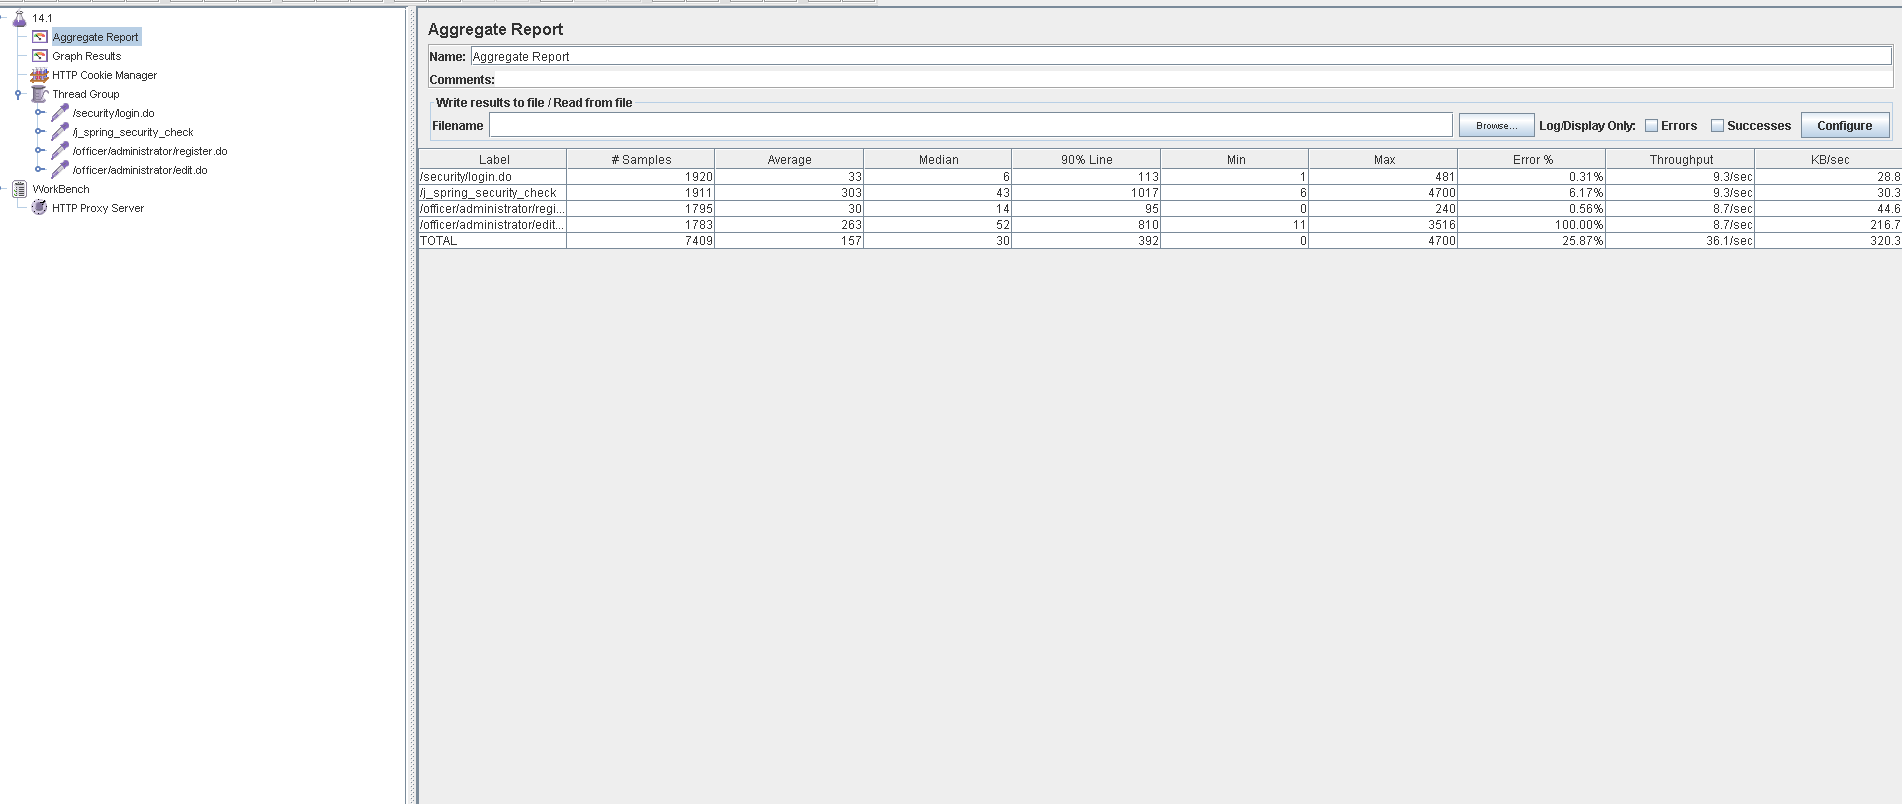 14.1
Aggregate Report
Graph Results
HTTP Cookie Manager
Thread Group
/security/login.do
/j_spring_security_check
/officer/administrator/register.do
/officer/administrator/edit.do
WorkBench
HTTP Proxy Server
Aggregate Report
Name: Aggregate Report
Comments:
Write results to file / Read from file
Filename Browse... Log/Display Only: Errors Successes Configure
Label # Samples Average Median 90% Line Min Max Error % Throughput KB/sec
/security/login.do 1920 33 6 113 1 481 0.31% 9.3/sec 28.8
/j_spring_security_check 1911 303 43 1017 6 4700 6.17% 9.3/sec 30.3
/officer/administrator/regi... 1795 30 14 95 0 240 0.56% 8.7/sec 44.6
/officer/administrator/edit... 1783 263 52 810 11 3516 100.00% 8.7/sec 216.7
TOTAL 7409 157 30 392 0 4700 25.87% 36.1/sec 320.3